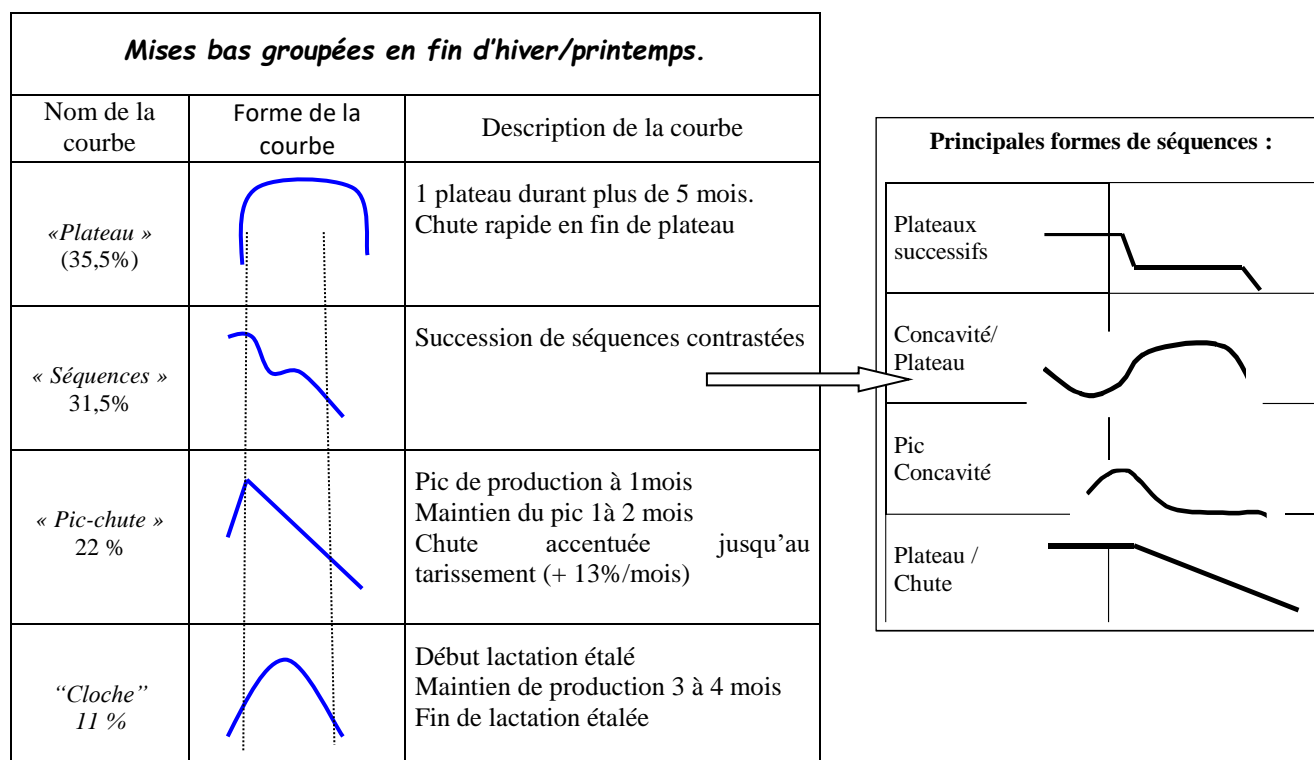 Mises bas groupées en fin d'hiver/printemps.
Nom de la
courbe
Forme de la
courbe
Description de la courbe
«Plateau »
(35,5%)
1 plateau durant plus de 5 mois.
Chute rapide en fin de plateau
« Séquences »
31,5%
Succession de séquences contrastées
« Pic-chute »
22 %
Pic de production à 1mois
Maintien du pic 1à 2 mois
Chute accentuée jusqu'au
tarissement (+ 13%/mois)
“Cloche”
11 %
Début lactation étalé
Maintien de production 3 à 4 mois
Fin de lactation étalée
Principales formes de séquences :
Plateaux
successifs
Concavité/
Plateau
Pic
Concavité
Plateau /
Chute